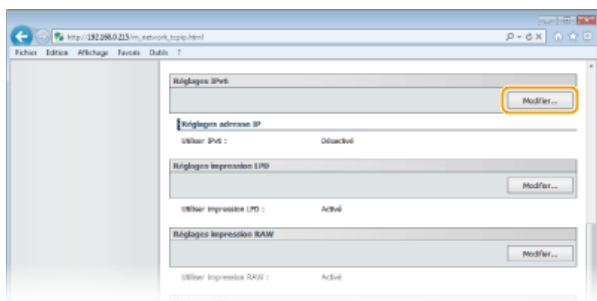 http://192.168.0.215/m_network_tcpip.html
Fichier Edition Affichage Favoris Outils ?
Réglages IPv6
Modifier...
Réglages adresse IP
Utiliser IPv6 :
Désactivé
Réglages impression LPD
Modifier...
Utiliser impression LPD :
Activé
Réglages impression RAW
Modifier...
Utiliser impression RAW :
Activé